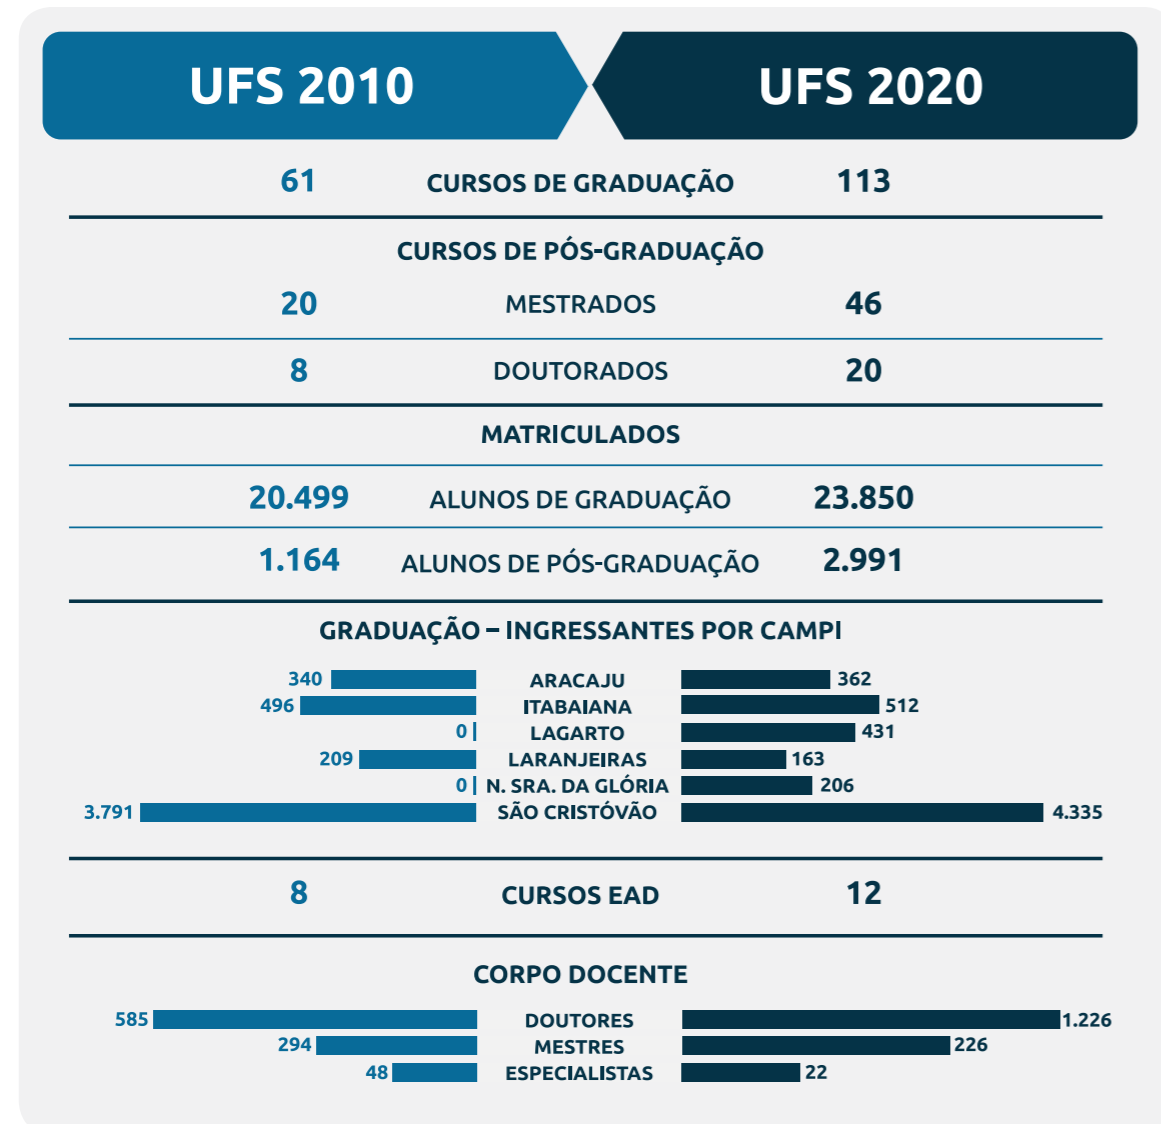 UFS 2010 UFS 2020
61 CURSOS DE GRADUAÇÃO 113
CURSOS DE PÓS-GRADUAÇÃO
20 MESTRADOS 46
8 DOUTORADOS 20
MATRICULADOS
20.499 ALUNOS DE GRADUAÇÃO 23.850
1.164 ALUNOS DE PÓS-GRADUAÇÃO 2.991
GRADUAÇÃO – INGRESSANTES POR CAMPI
340 ARACAJU 362
496 ITABAIANA 512
0 LAGARTO 431
209 LARANJEIRAS 163
0 N. SRA. DA GLÓRIA 206
3.791 SÃO CRISTÓVÃO 4.335
8 CURSOS EAD 12
CORPO DOCENTE
585 DOUTORES 1.226
294 MESTRES 226
48 ESPECIALISTAS 22